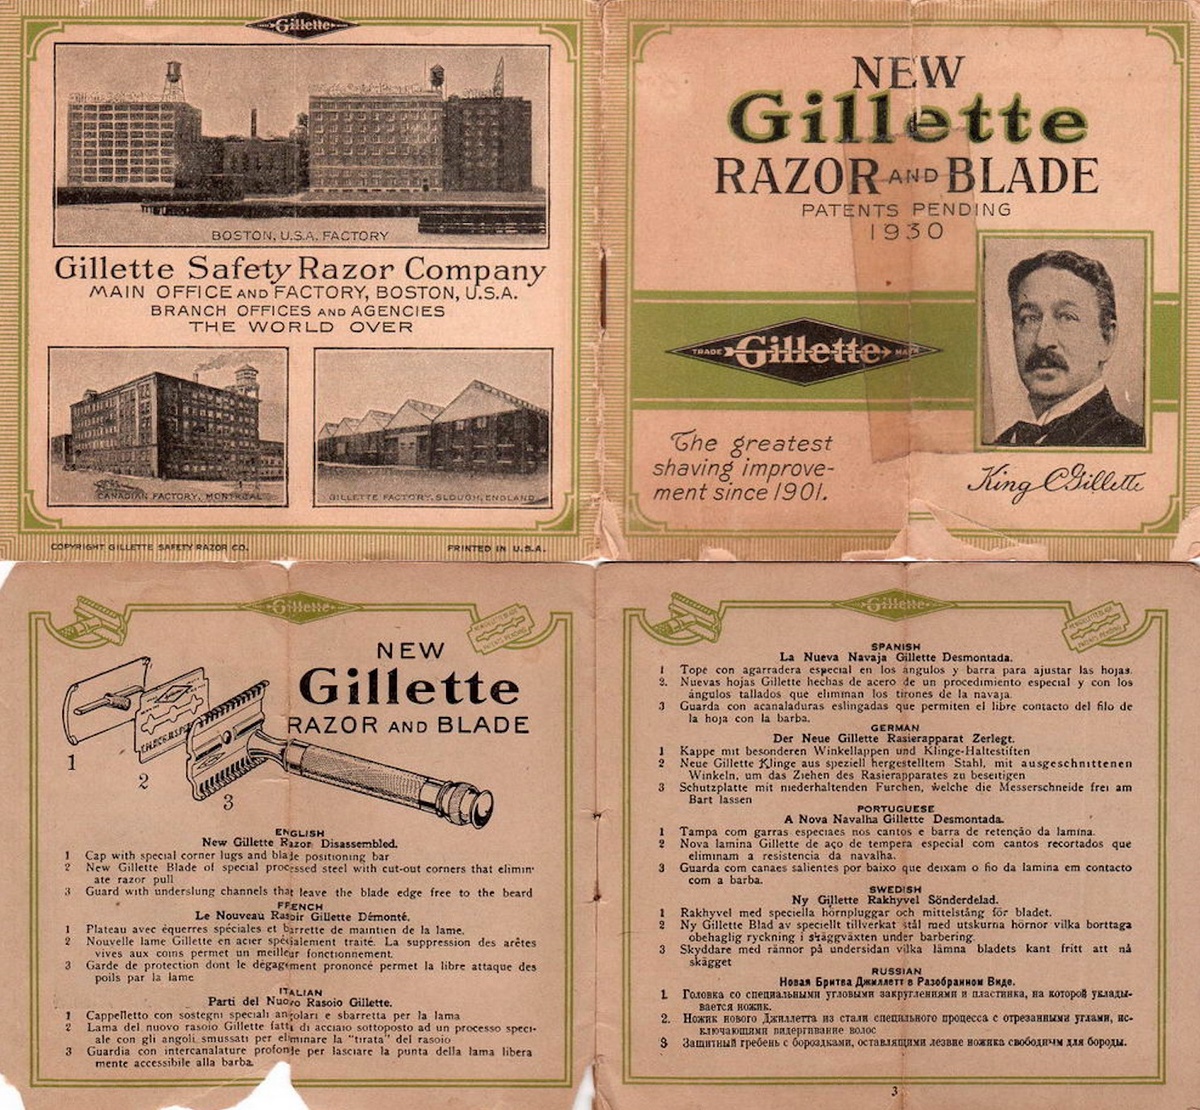 Gillette
BOSTON, U.S.A. FACTORY
Gillette Safety Razor Company
MAIN OFFICE AND FACTORY, BOSTON, U.S.A.
BRANCH OFFICES AND AGENCIES
THE WORLD OVER
CANADIAN FACTORY, MONTREAL
GILLETTE FACTORY, SLOUGH, ENGLAND
COPYRIGHT GILLETTE SAFETY RAZOR CO.
PRINTED IN U.S.A.
NEW
Gillette
RAZOR AND BLADE
PATENTS PENDING
1930
TRADE Gillette MARK
The greatest
shaving improve-
ment since 1901.
King C Gillette
Gillette
NEW GILLETTE BLADE
PATENTS PENDING
NEW
Gillette
RAZOR AND BLADE
1
2
3
ENGLISH
New Gillette Razor Disassembled.
1 Cap with special corner lugs and blade positioning bar
2 New Gillette Blade of special processed steel with cut-out corners that elimin-
ate razor pull
3 Guard with underslung channels that leave the blade edge free to the beard
FRENCH
Le Nouveau Rasoir Gillette Démonté.
1 Plateau avec équerres spéciales et barrette de maintien de la lame.
2 Nouvelle lame Gillette en acier spécialement traité. La suppression des arêtes
vives aux coins permet un meilleur fonctionnement.
3 Garde de protection dont le dégagement prononcé permet la libre attaque des
poils par la lame
ITALIAN
Parti del Nuovo Rasoio Gillette.
1 Cappelletto con sostegni speciali angolari e sbarretta per la lama
2 Lama del nuovo rasoio Gillette fatta di acciaio sottoposto ad un processo speci-
ale con gli angoli smussati per eliminare la "tirata" del rasoio
3 Guardia con intercanalature profonde per lasciare la punta della lama libera
mente accessibile alla barba.
Gillette
NEW GILLETTE BLADE
PATENTS PENDING
SPANISH
La Nueva Navaja Gillette Desmontada.
1 Tope con agarradera especial en los ángulos y barra para ajustar las hojas.
2. Nuevas hojas Gillette hechas de acero de un procedimiento especial y con los
ángulos tallados que eliminan los tirones de la navaja.
3 Guarda con acanaladuras eslingadas que permiten el libre contacto del filo de
la hoja con la barba.
GERMAN
Der Neue Gillette Rasierapparat Zerlegt.
1 Kappe mit besonderen Winkellappen und Klinge-Haltestiften
2 Neue Gillette Klinge aus speziell hergestelltem Stahl, mit ausgeschnittenen
Winkeln, um das Ziehen des Rasierapparates zu beseitigen
3 Schutzplatte mit niederhaltenden Furchen, welche die Messerschneide frei am
Bart lassen
PORTUGUESE
A Nova Navalha Gillette Desmontada.
1 Tampa com garras especiaes nos cantos e barra de retenção da lamina.
2 Nova lamina Gillette de aço de tempera especial com cantos recortados que
eliminam a resistencia da navalha.
3 Guarda com canaes salientes por baixo que deixam o fio da lamina em contacto
com a barba.
SWEDISH
Ny Gillette Rakhyvel Sönderdelad.
1 Rakhyvel med speciella hörnpluggar och mittelstång för bladet.
2 Ny Gillette Blad av speciellt tillverkat stål med utskurna hörnor vilka borttaga
obehaglig ryckning i skäggväxten under barbering.
3 Skyddare med rännor på undersidan vilka lämna bladets kant fritt att nå
skägget
RUSSIAN
Новая Бритва Джиллетт в Разобранном Виде.
1. Головка со специальными угловыми закруглениями и пластинка, на которой уклады-
вается ножик.
2. Ножик нового Джиллетта из стали специального процесса с отрезанными углами, ис-
ключающими видергивание волос
3 Защитный гребень с бороздками, оставлящими лезвие ножика свободичм для бороды.
3